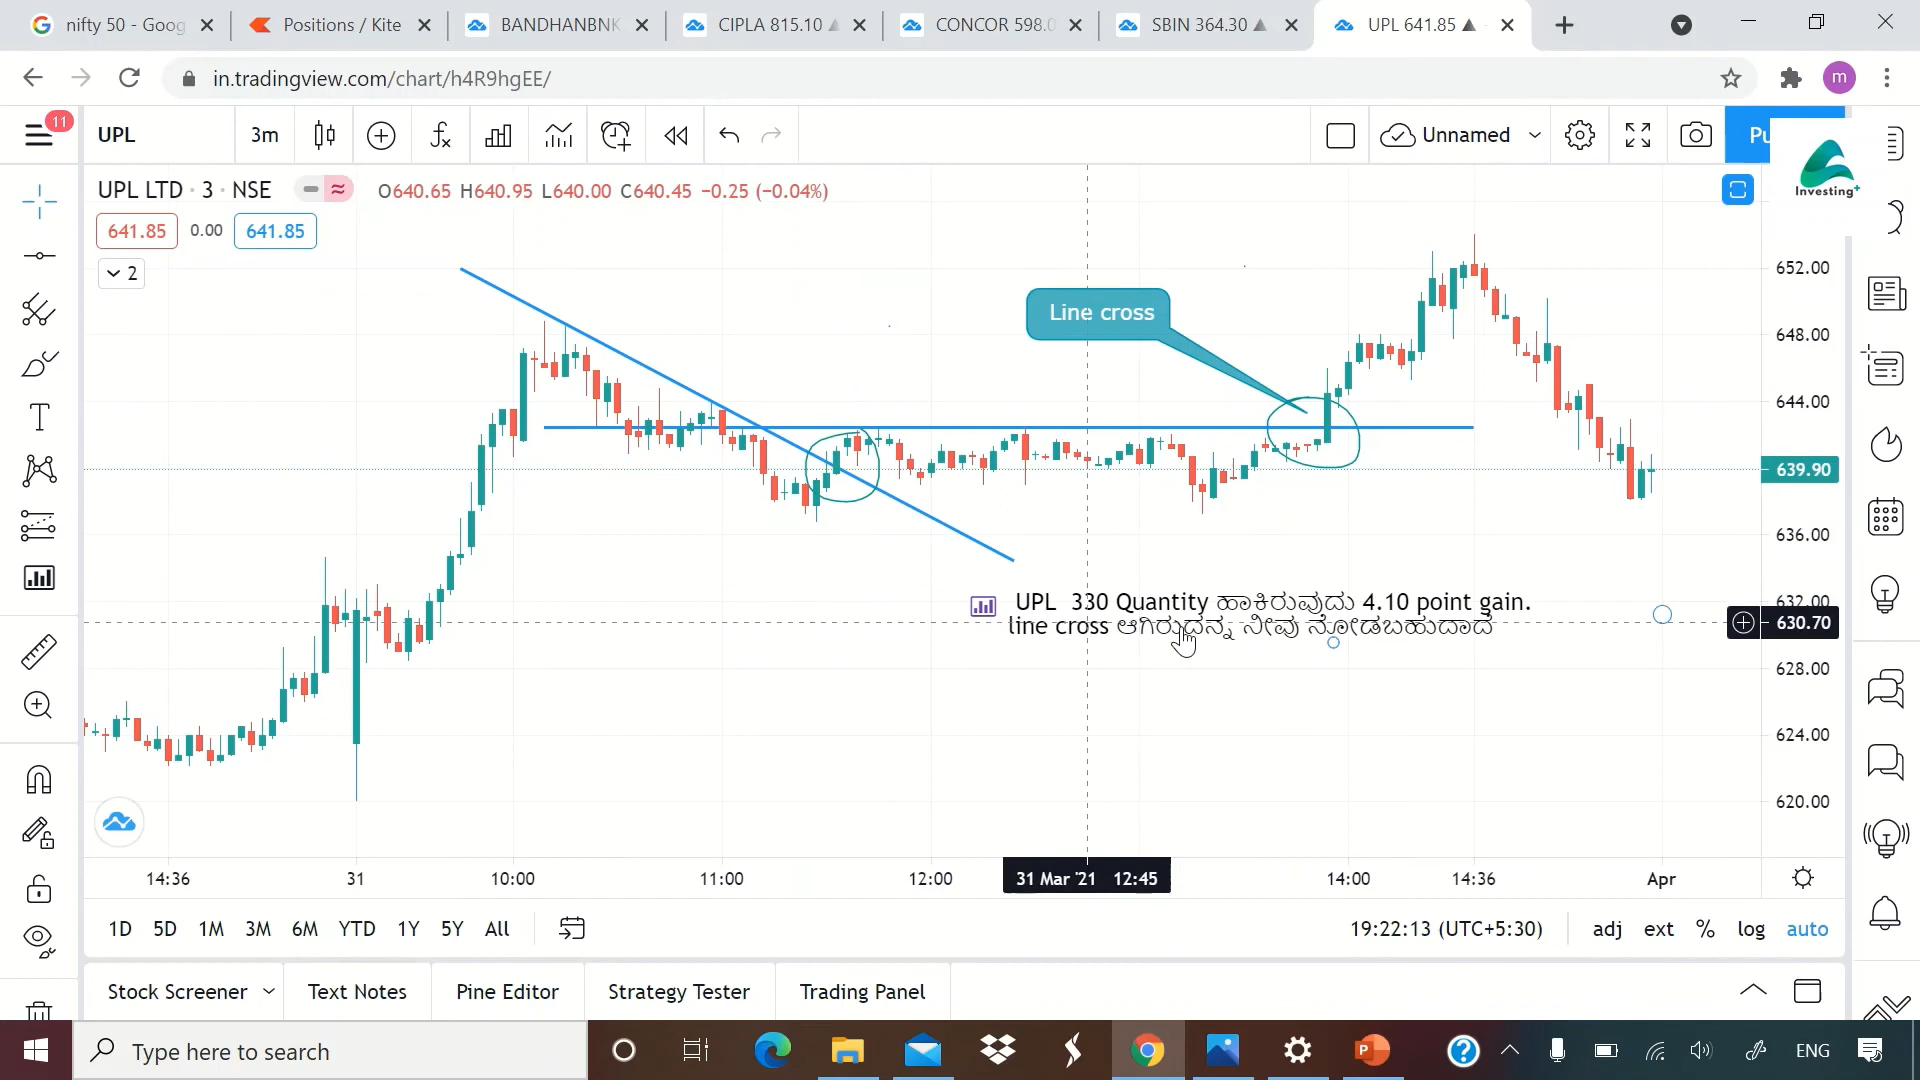 nifty 50 - Goog
Positions / Kite
BANDHANBNK
CIPLA 815.10
CONCOR 598.0
SBIN 364.30
UPL 641.85
in.tradingview.com/chart/h4R9hgEE/
m
11
UPL
3m
Unnamed
Pu
Investing+
UPL LTD · 3 · NSE
O640.65 H640.95 L640.00 C640.45 −0.25 (−0.04%)
641.85 0.00 641.85
2
Line cross
652.00
648.00
644.00
639.90
636.00
632.00
630.70
628.00
624.00
620.00
UPL 330 Quantity ಹಾಕಿರುವುದು 4.10 point gain.
line cross ಆಗಿರುದನ್ನ ನೀವು ನೋಡಬಹುದಾದೆ
14:36 31 10:00 11:00 12:00 31 Mar '21 12:45 14:00 14:36 Apr
1D 5D 1M 3M 6M YTD 1Y 5Y All
19:22:13 (UTC+5:30) adj ext % log auto
Stock Screener Text Notes Pine Editor Strategy Tester Trading Panel
Type here to search
ENG